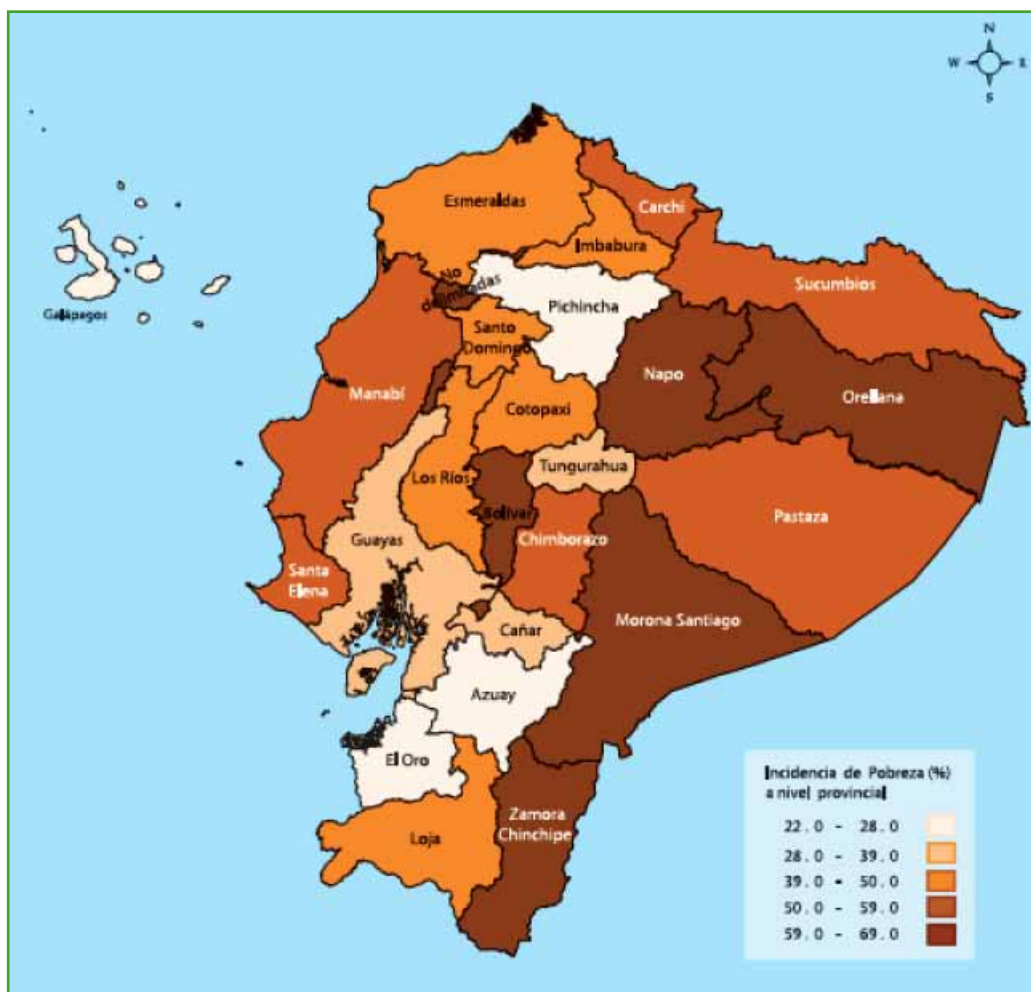 N
W E
S
Esmeraldas
Carchi
Imbabura
No
delimitadas
Sucumbios
Pichincha
Galápagos
Santo
Domingo
Napo
Manabí
Orellana
Cotopaxi
Tungurahua
Los Ríos
Bolívar
Pastaza
Guayas
Chimborazo
Santa
Elena
Morona Santiago
Cañar
Azuay
El Oro
Zamora
Chinchipe
Loja
Incidencia de Pobreza (%)
a nivel provincial
22.0 - 28.0
28.0 - 39.0
39.0 - 50.0
50.0 - 59.0
59.0 - 69.0